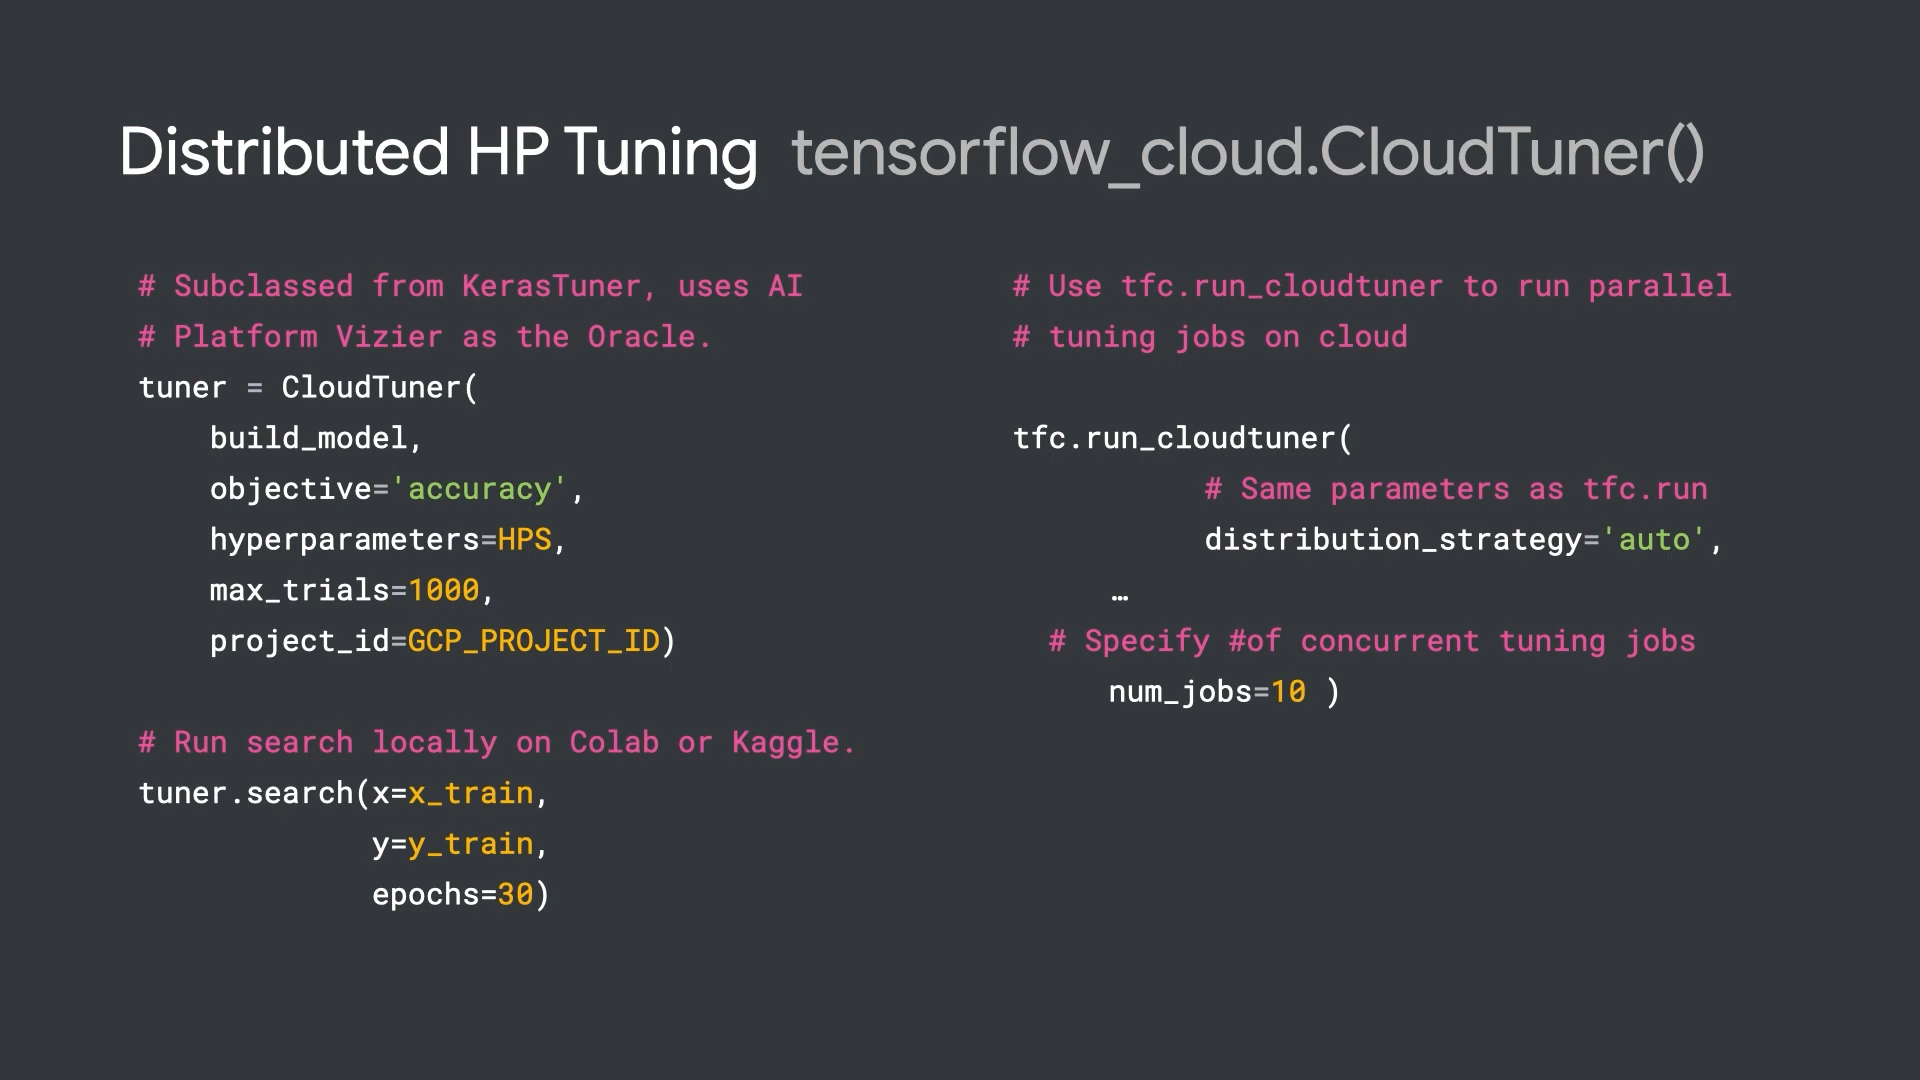 Distributed HP Tuning tensorflow_cloud.CloudTuner()
# Subclassed from KerasTuner, uses AI
# Platform Vizier as the Oracle.
tuner = CloudTuner(
build_model,
objective='accuracy',
hyperparameters=HPS,
max_trials=1000,
project_id=GCP_PROJECT_ID)
# Run search locally on Colab or Kaggle.
tuner.search(x=x_train,
y=y_train,
epochs=30)
# Use tfc.run_cloudtuner to run parallel
# tuning jobs on cloud
tfc.run_cloudtuner(
# Same parameters as tfc.run
distribution_strategy='auto',
…
# Specify #of concurrent tuning jobs
num_jobs=10 )